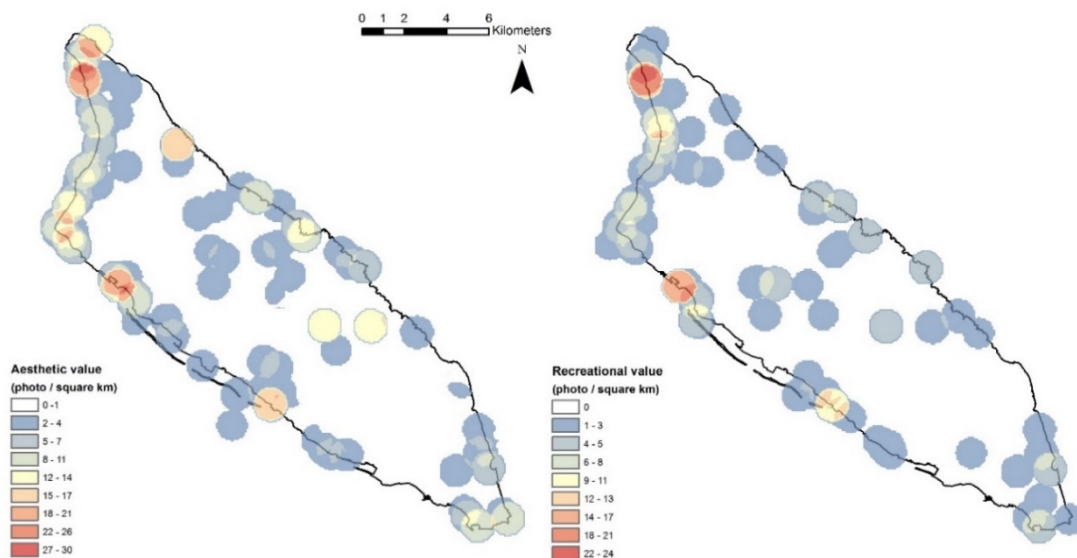 0 1 2 4 6
Kilometers
N
Aesthetic value
(photo / square km)
0 - 1
2 - 4
5 - 7
8 - 11
12 - 14
15 - 17
18 - 21
22 - 26
27 - 30
Recreational value
(photo / square km)
0
1 - 3
4 - 5
6 - 8
9 - 11
12 - 13
14 - 17
18 - 21
22 - 24